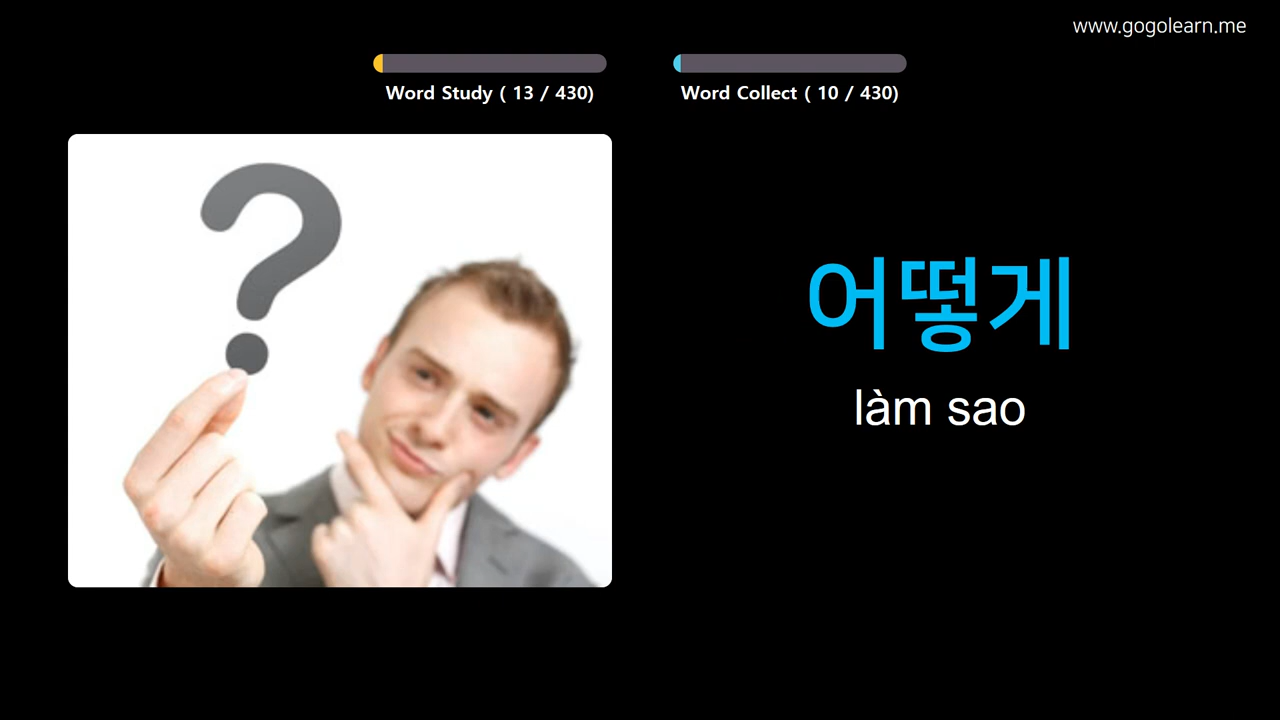 www.gogolearn.me
Word Study ( 13 / 430)
Word Collect ( 10 / 430)
?
어떻게
làm sao